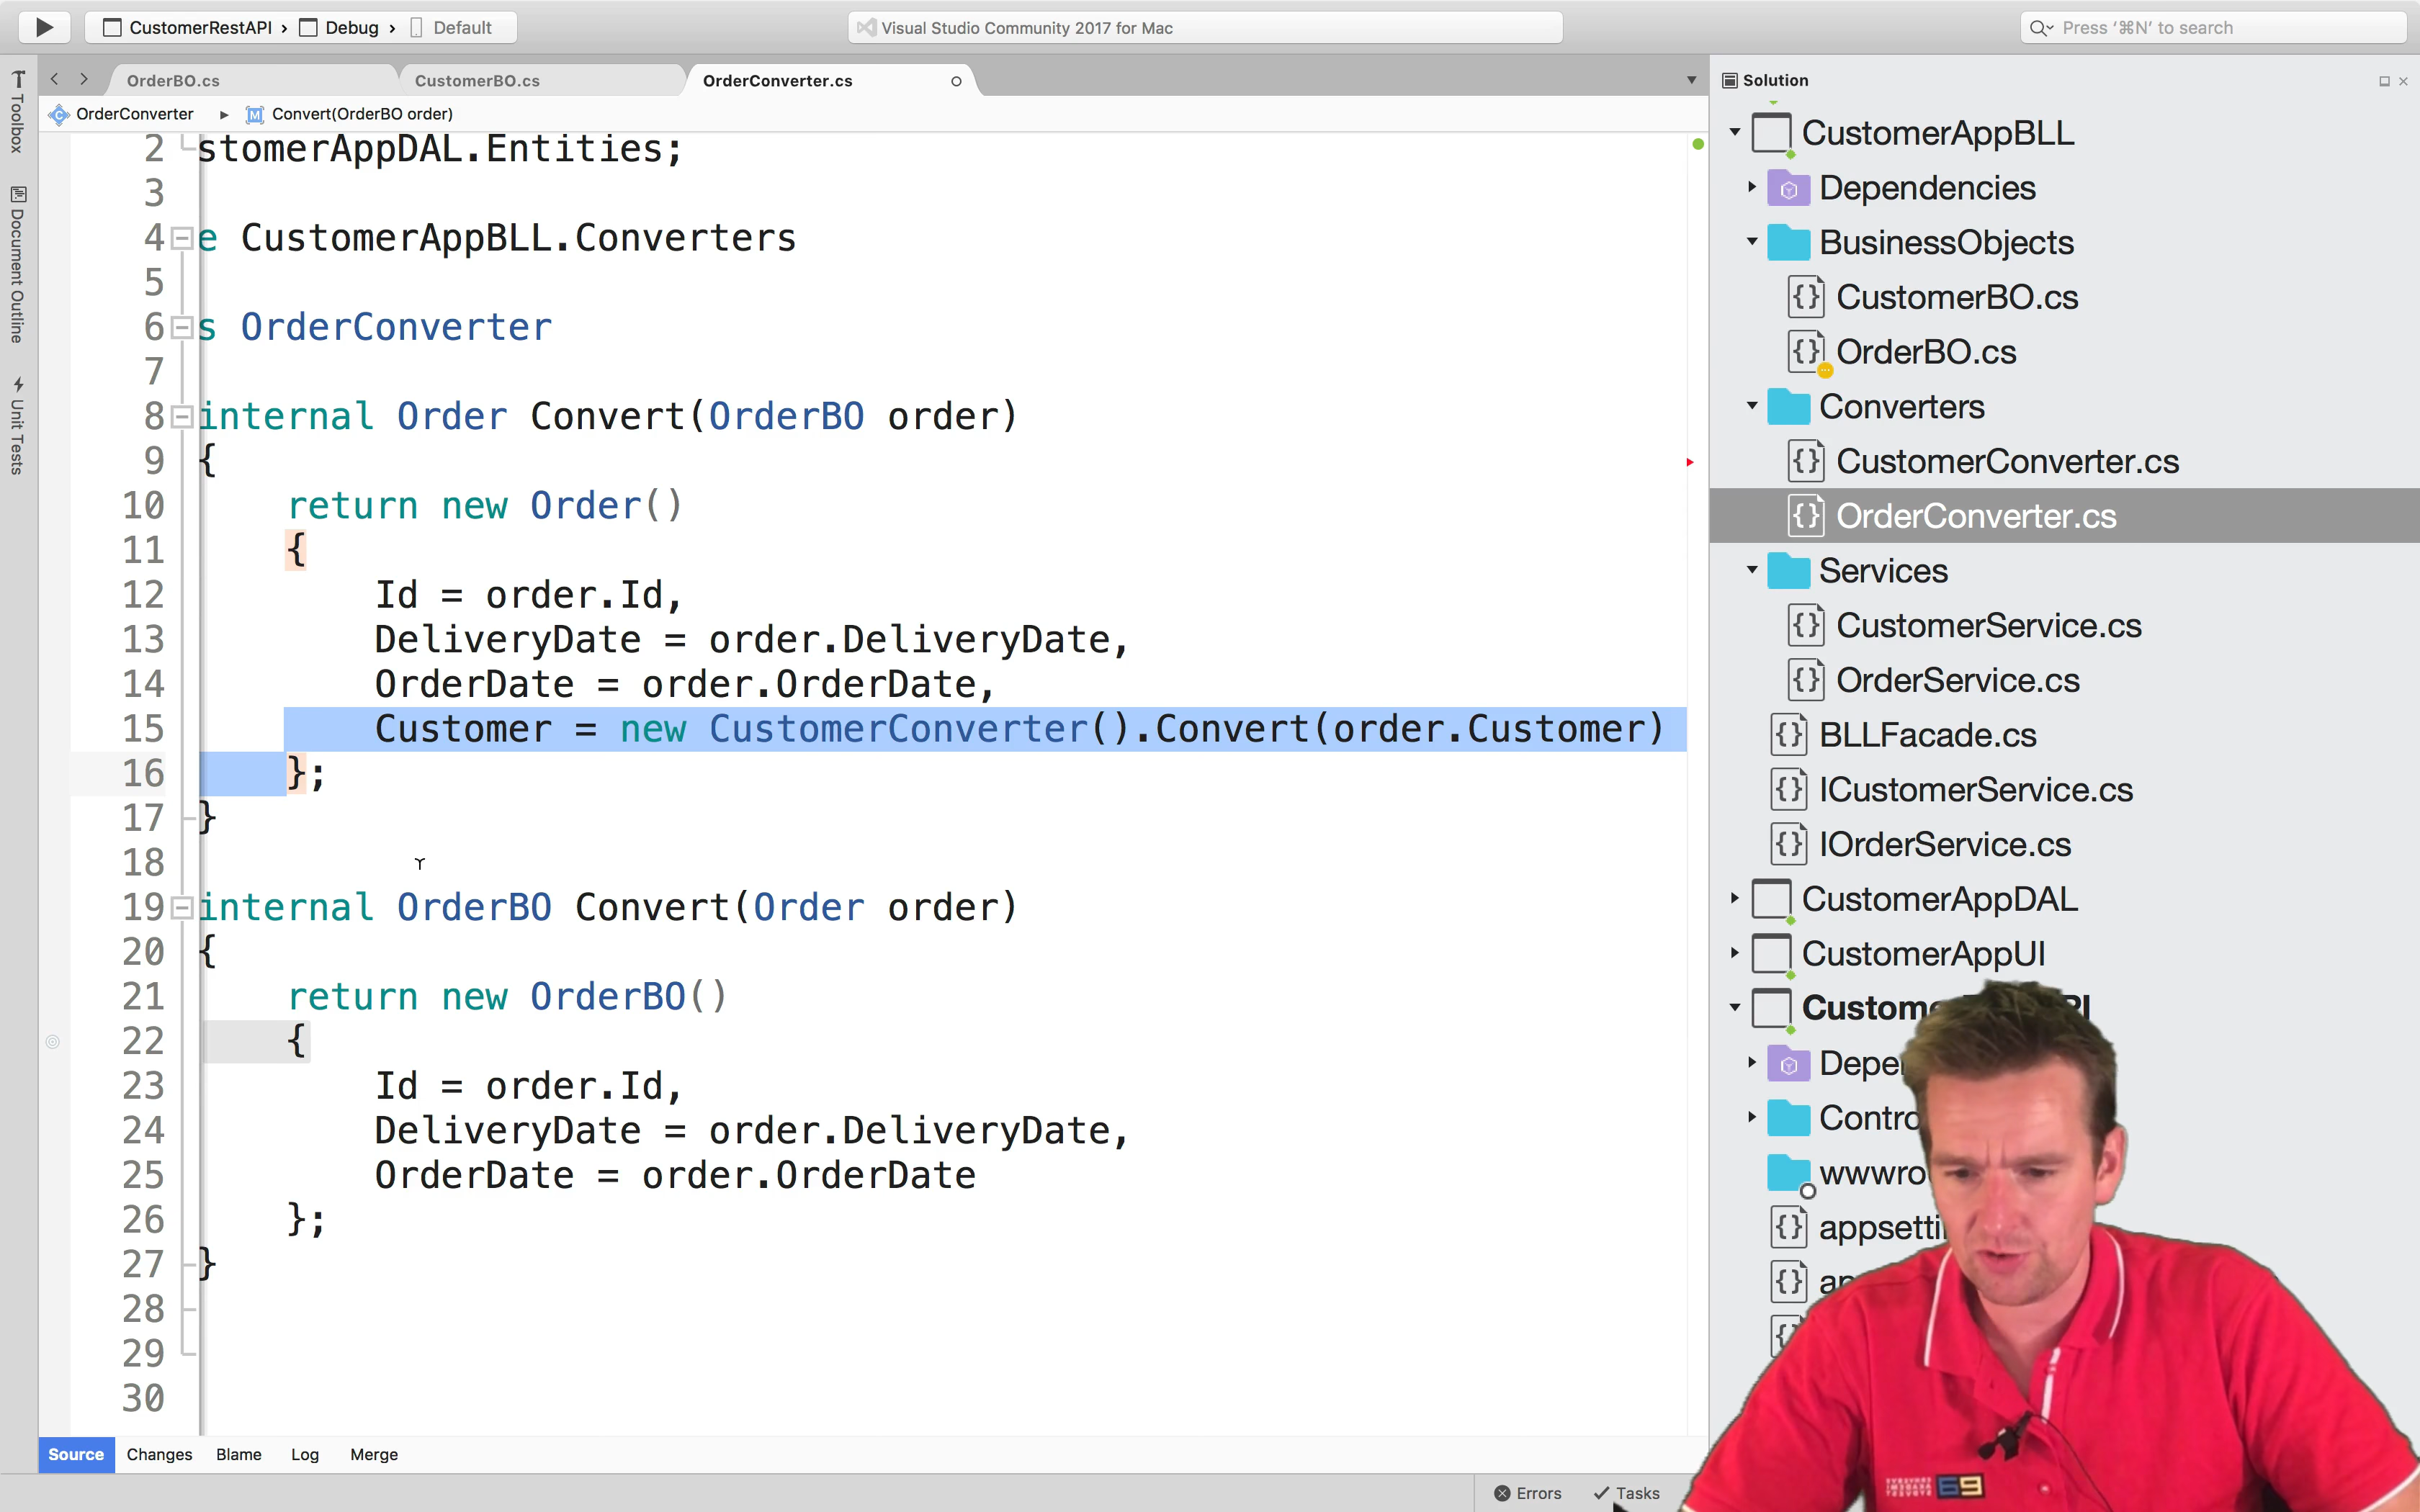 CustomerRestAPI › Debug › Default
Visual Studio Community 2017 for Mac
Press ‘⌘N’ to search
Toolbox
Document Outline
Unit Tests
OrderBO.cs
CustomerBO.cs
OrderConverter.cs
OrderConverter
Convert(OrderBO order)
2 stomerAppDAL.Entities;
3
4 e CustomerAppBLL.Converters
5
6 s OrderConverter
7
8 internal Order Convert(OrderBO order)
9 {
10 return new Order()
11 {
12 Id = order.Id,
13 DeliveryDate = order.DeliveryDate,
14 OrderDate = order.OrderDate,
15 Customer = new CustomerConverter().Convert(order.Customer)
16 };
17 }
18
19 internal OrderBO Convert(Order order)
20 {
21 return new OrderBO()
22 {
23 Id = order.Id,
24 DeliveryDate = order.DeliveryDate,
25 OrderDate = order.OrderDate
26 };
27 }
28
29
30
Source Changes Blame Log Merge
Errors Tasks
Solution
CustomerAppBLL
Dependencies
BusinessObjects
CustomerBO.cs
OrderBO.cs
Converters
CustomerConverter.cs
OrderConverter.cs
Services
CustomerService.cs
OrderService.cs
BLLFacade.cs
ICustomerService.cs
IOrderService.cs
CustomerAppDAL
CustomerAppUI